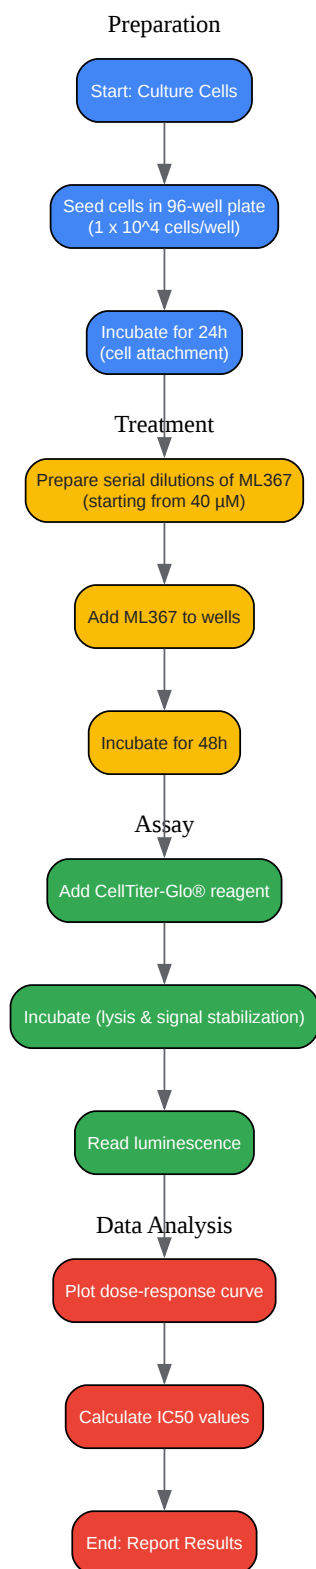 Preparation
Start: Culture Cells
Seed cells in 96-well plate
(1 x 10^4 cells/well)
Incubate for 24h
(cell attachment)
Treatment
Prepare serial dilutions of ML367
(starting from 40 µM)
Add ML367 to wells
Incubate for 48h
Assay
Add CellTiter-Glo® reagent
Incubate (lysis & signal stabilization)
Read luminescence
Data Analysis
Plot dose-response curve
Calculate IC50 values
End: Report Results